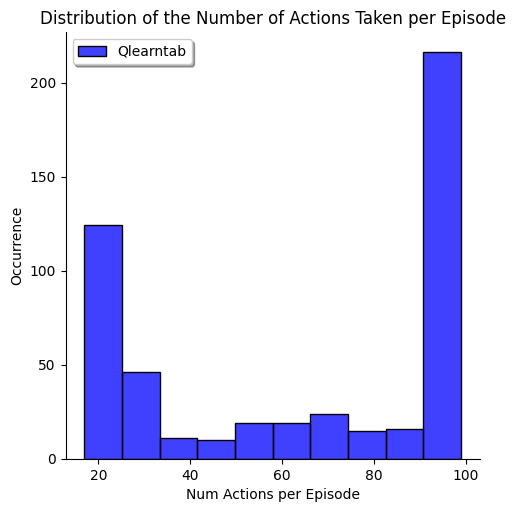 Distribution of the Number of Actions Taken per Episode
Qlearntab
200
150
100
50
0
Occurrence
20 40 60 80 100
Num Actions per Episode